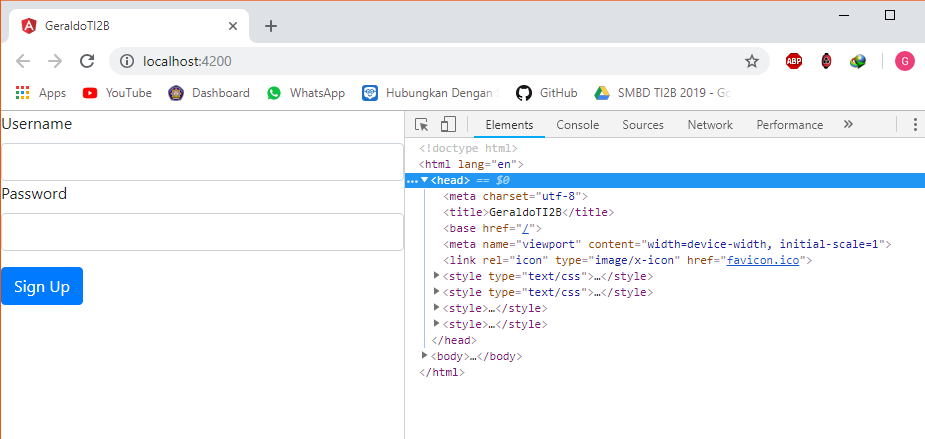 GeraldoTI2B
localhost:4200
ABP
G
Apps YouTube Dashboard WhatsApp Hubungkan Dengan GitHub SMBD TI2B 2019 - Go
Username
Password
Sign Up
Elements Console Sources Network Performance »
<!doctype html>
<html lang="en">
…<head> == $0
<meta charset="utf-8">
<title>GeraldoTI2B</title>
<base href="/">
<meta name="viewport" content="width=device-width, initial-scale=1">
<link rel="icon" type="image/x-icon" href="favicon.ico">
<style type="text/css">…</style>
<style type="text/css">…</style>
<style>…</style>
<style>…</style>
</head>
<body>…</body>
</html>